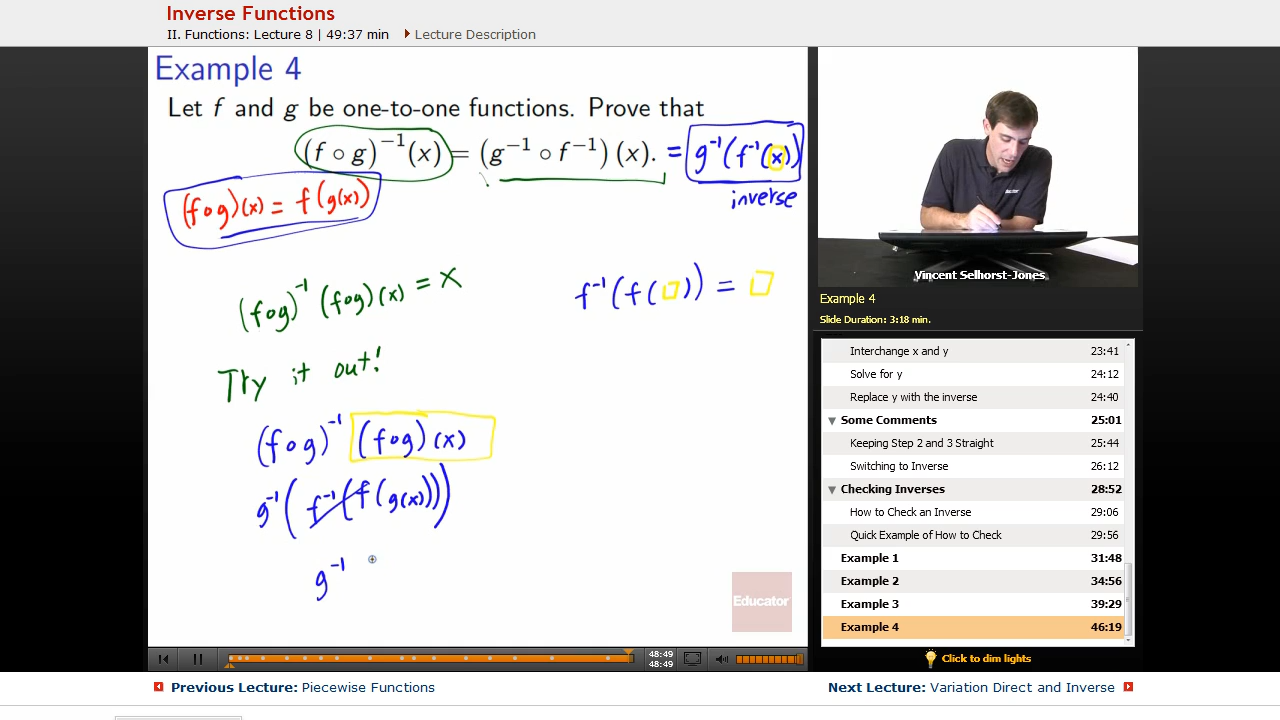 Inverse Functions
II. Functions: Lecture 8 | 49:37 min Lecture Description
Example 4
Let f and g be one-to-one functions. Prove that
(f ∘ g)⁻¹(x) = (g⁻¹ ∘ f⁻¹) (x). = g⁻¹(f⁻¹(x))
inverse
(f∘g)(x) = f(g(x))
(f∘g)⁻¹ (f∘g)(x) = x
f⁻¹(f(□)) = □
Try it out!
(f∘g)⁻¹ (f∘g)(x)
g⁻¹(f⁻¹(f(g(x))))
g⁻¹
Educator
Vincent Selhorst-Jones
Example 4
Slide Duration: 3:18 min.
Interchange x and y 23:41
Solve for y 24:12
Replace y with the inverse 24:40
Some Comments 25:01
Keeping Step 2 and 3 Straight 25:44
Switching to Inverse 26:12
Checking Inverses 28:52
How to Check an Inverse 29:06
Quick Example of How to Check 29:56
Example 1 31:48
Example 2 34:56
Example 3 39:29
Example 4 46:19
48:49
48:49
Click to dim lights
Previous Lecture: Piecewise Functions
Next Lecture: Variation Direct and Inverse